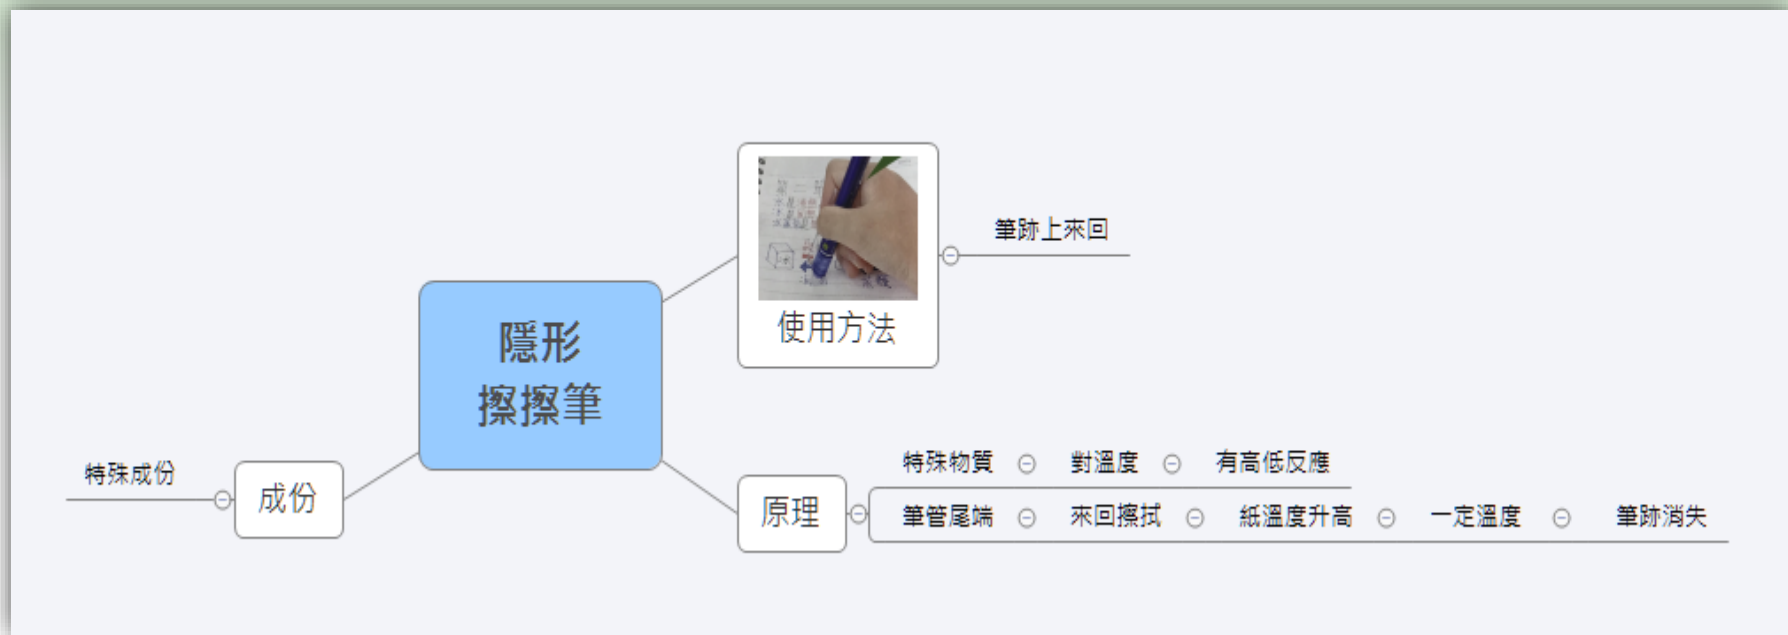 隱形
擦擦筆
使用方法
筆跡上來回
原理
特殊物質 對溫度 有高低反應
筆管尾端 來回擦拭 紙溫度升高 一定溫度 筆跡消失
成份
特殊成份